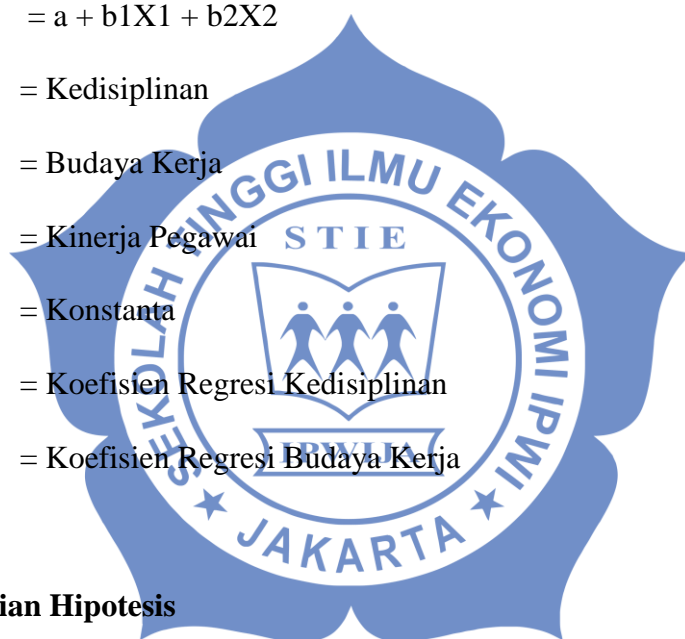 = a + b1X1 + b2X2
= Kedisiplinan
= Budaya Kerja
= Kinerja Pegawai
= Konstanta
= Koefisien Regresi Kedisiplinan
= Koefisien Regresi Budaya Kerja
SEKOLAH TINGGI ILMU EKONOMI IPWI
STIE
IPWIJA
★ JAKARTA ★
ian Hipotesis